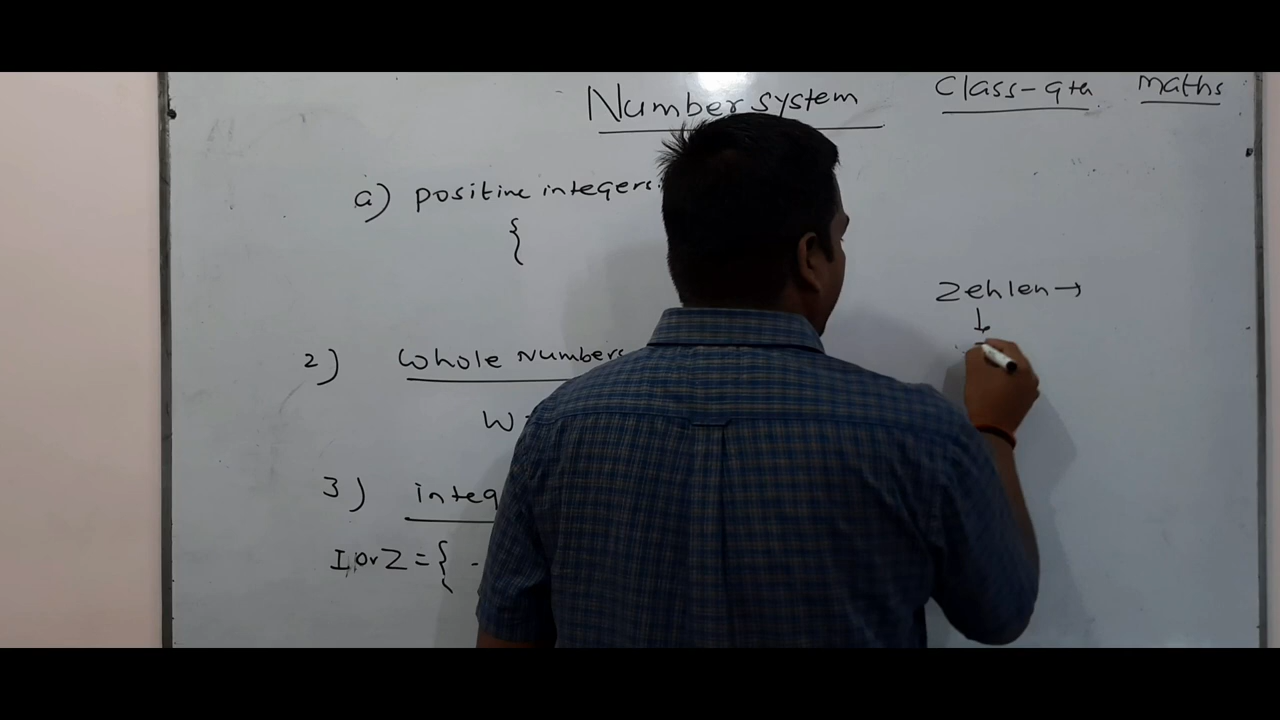 Number system Class-9th Maths
a) positive integers:
{
Zehlen→
↓
2) Whole Numbers
W
3) integ
I or Z = { -